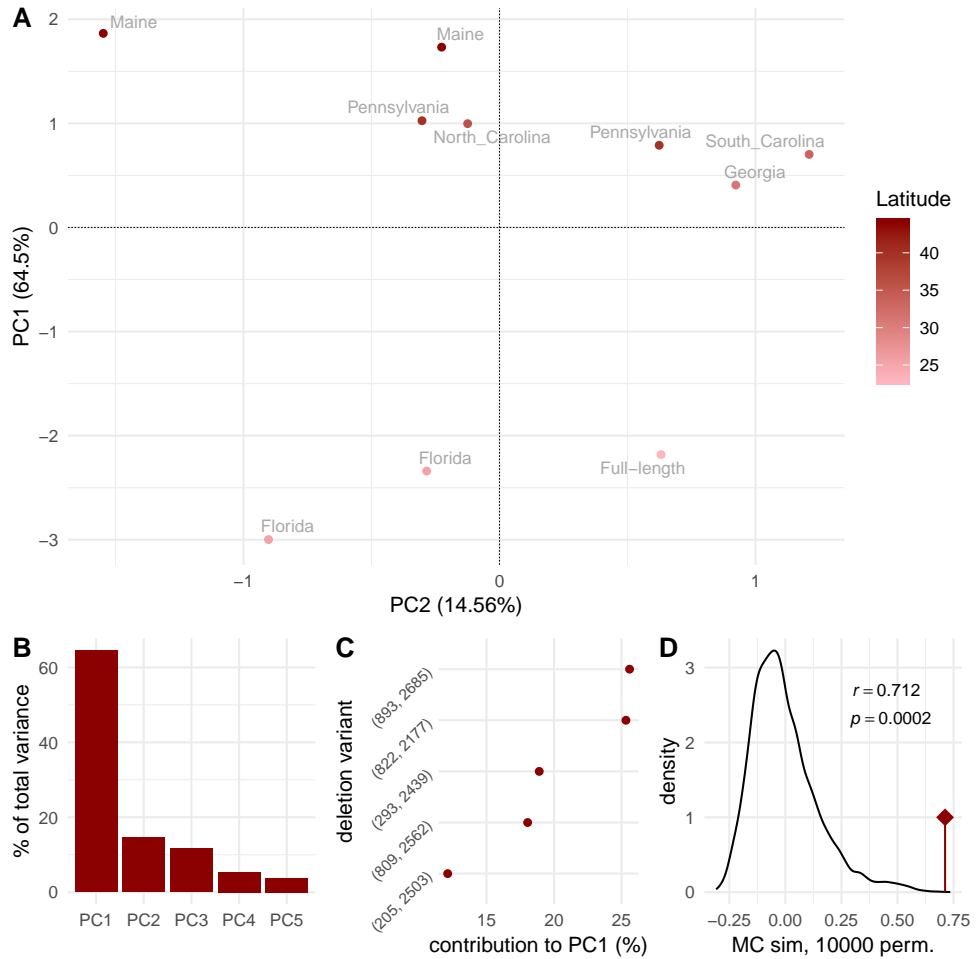 A
2
1
0
−1
−2
−3
PC1 (64.5%)
Maine
Maine
Pennsylvania
North_Carolina
Pennsylvania
South_Carolina
Georgia
Florida
Full−length
Florida
−1
0
1
PC2 (14.56%)
Latitude
40
35
30
25
B
% of total variance
60
40
20
0
PC1
PC2
PC3
PC4
PC5
C
deletion variant
(893, 2685)
(822, 2177)
(293, 2439)
(809, 2562)
(205, 2503)
15
20
25
contribution to PC1 (%)
D
density
3
2
1
0
r = 0.712
p = 0.0002
−0.25
0.00
0.25
0.50
0.75
MC sim, 10000 perm.